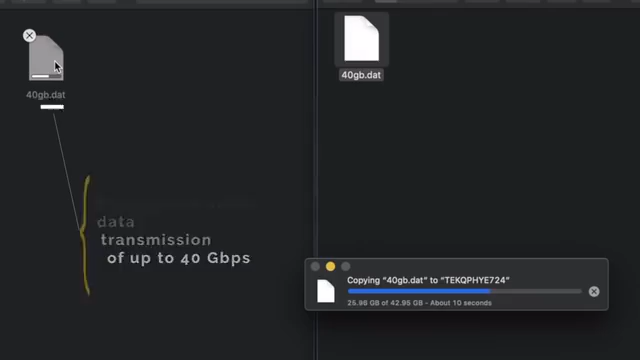 40gb.dat
40gb.dat
data
transmission
of up to 40 Gbps
Copying "40gb.dat" to "TEKQPHYE724"
25.98 GB of 42.95 GB - About 10 seconds